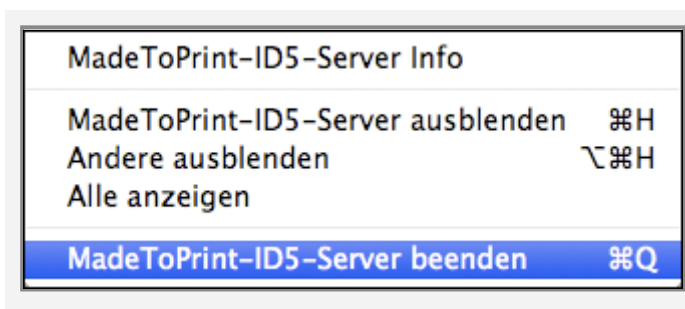 MadeToPrint-ID5-Server Info
MadeToPrint-ID5-Server ausblenden ⌘H
Andere ausblenden ⌥⌘H
Alle anzeigen
MadeToPrint-ID5-Server beenden ⌘Q